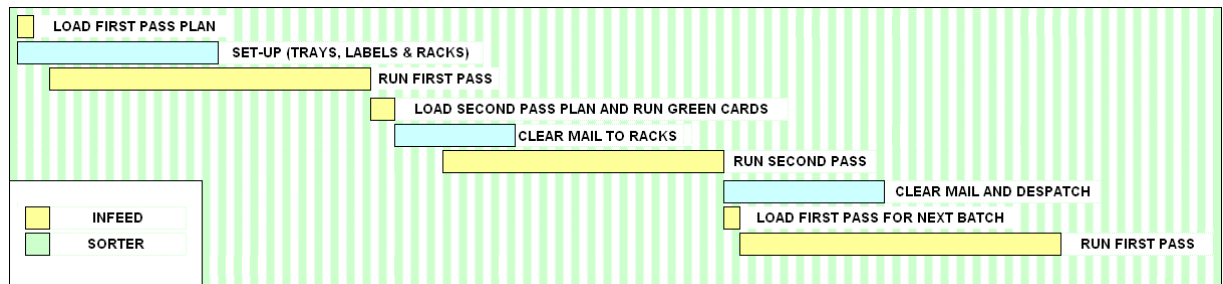 LOAD FIRST PASS PLAN
SET-UP (TRAYS, LABELS & RACKS)
RUN FIRST PASS
LOAD SECOND PASS PLAN AND RUN GREEN CARDS
CLEAR MAIL TO RACKS
RUN SECOND PASS
CLEAR MAIL AND DESPATCH
LOAD FIRST PASS FOR NEXT BATCH
RUN FIRST PASS
INFEED
SORTER